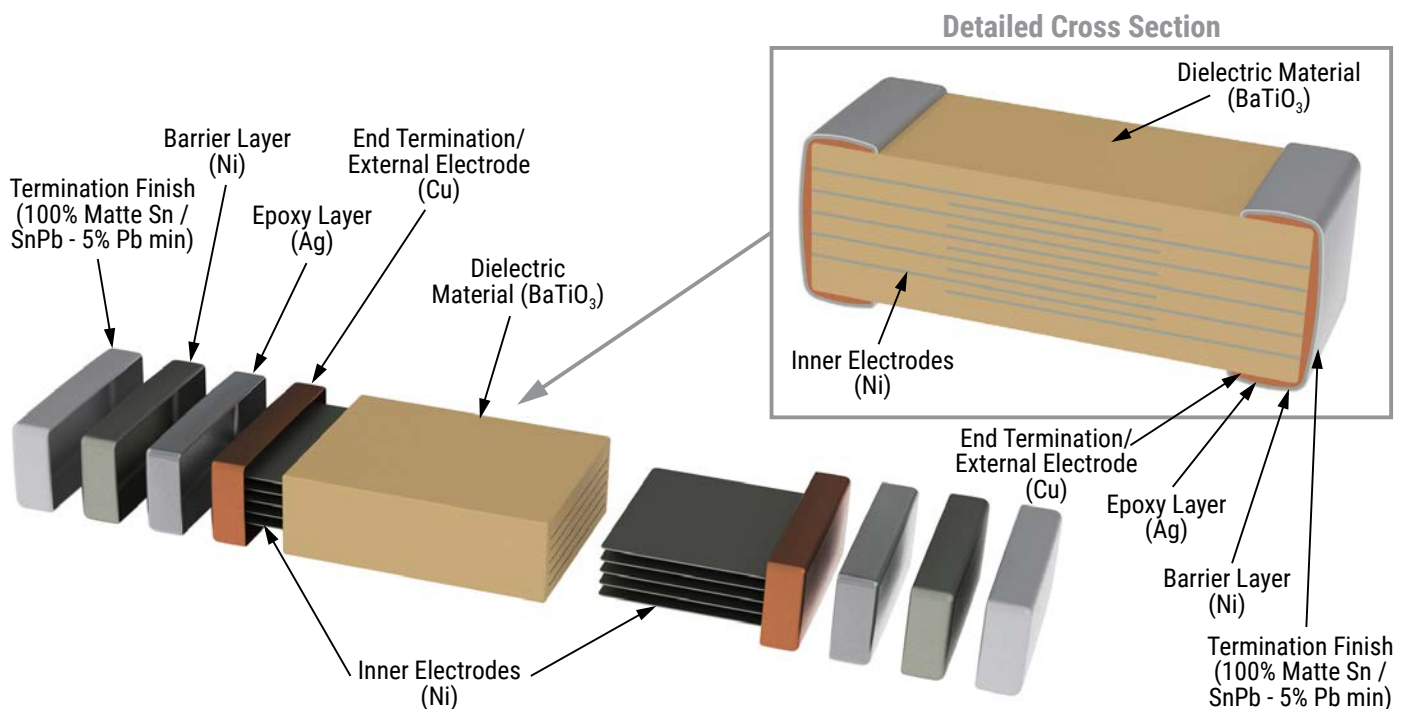 Detailed Cross Section
Dielectric Material
(BaTiO₃)
Inner Electrodes
(Ni)
End Termination/
External Electrode
(Cu)
Epoxy Layer
(Ag)
Barrier Layer
(Ni)
Termination Finish
(100% Matte Sn /
SnPb - 5% Pb min)
Barrier Layer
(Ni)
End Termination/
External Electrode
(Cu)
Termination Finish
(100% Matte Sn /
SnPb - 5% Pb min)
Epoxy Layer
(Ag)
Dielectric
Material (BaTiO₃)
Inner Electrodes
(Ni)